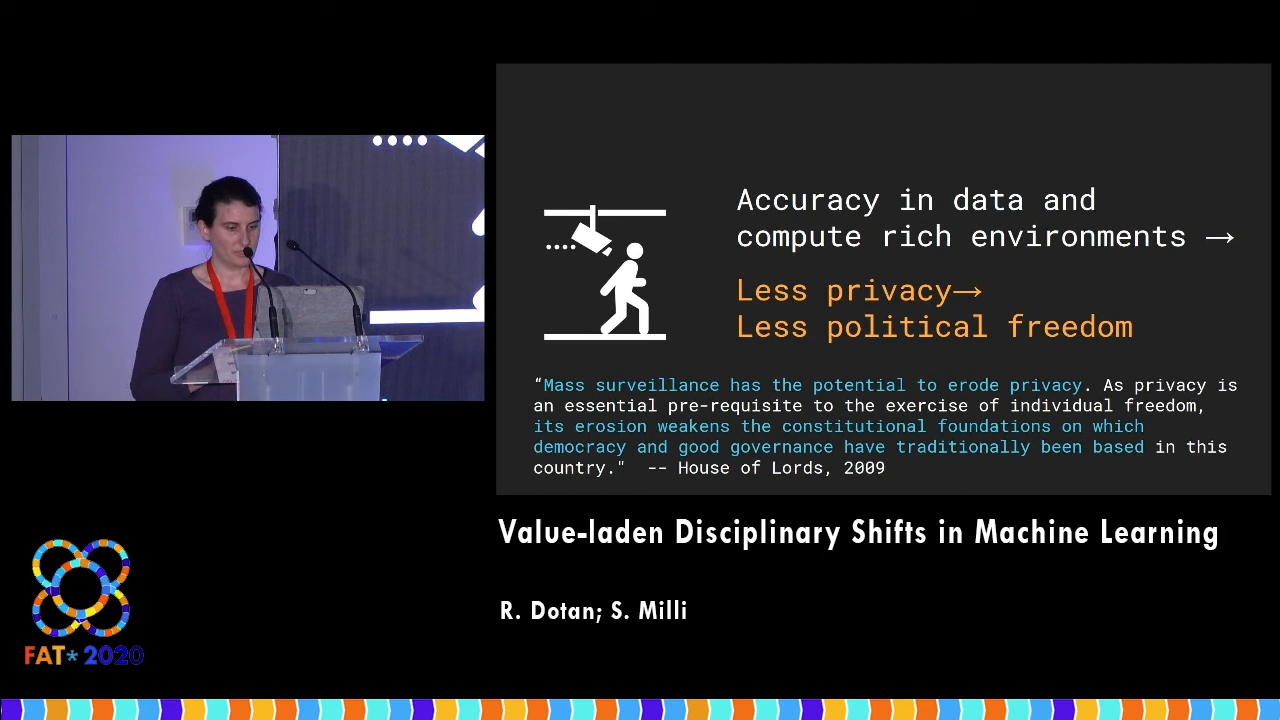 Accuracy in data and
compute rich environments →
Less privacy→
Less political freedom
“Mass surveillance has the potential to erode privacy. As privacy is
an essential pre-requisite to the exercise of individual freedom,
its erosion weakens the constitutional foundations on which
democracy and good governance have traditionally been based in this
country." -- House of Lords, 2009
Value-laden Disciplinary Shifts in Machine Learning
R. Dotan; S. Milli
FAT* 2020